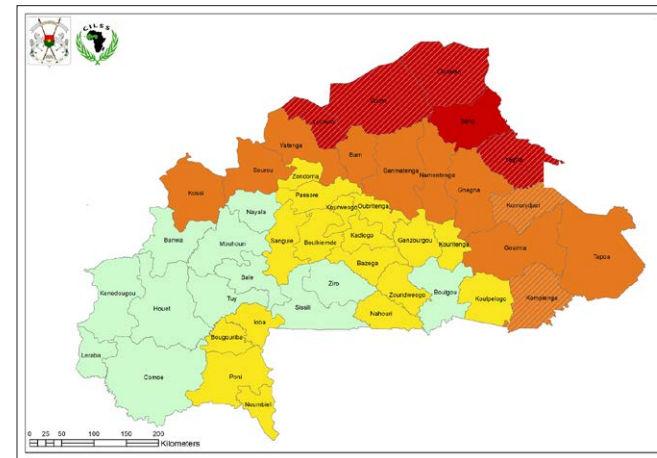 CILSS
Oudalan
Soum
Loroum
Seno
Yagha
Yatenga
Bam
Sanmatenga
Namentenga
Gnagna
Komondjari
Kossi
Sourou
Zondoma
Passore
Kourweogo
Oubritenga
Nayala
Banwa
Mouhoun
Sanguie
Boulkiemde
Kadiogo
Ganzourgou
Kouritenga
Gourma
Tapoa
Bazega
Kenedougou
Houet
Bale
Tuy
Ziro
Sissili
Zoundweogo
Boulgou
Koulpelogo
Kompienga
Nahouri
Ioba
Bougouriba
Leraba
Comoe
Poni
Noumbiel
0 25 50 100 150 200
Kilometers